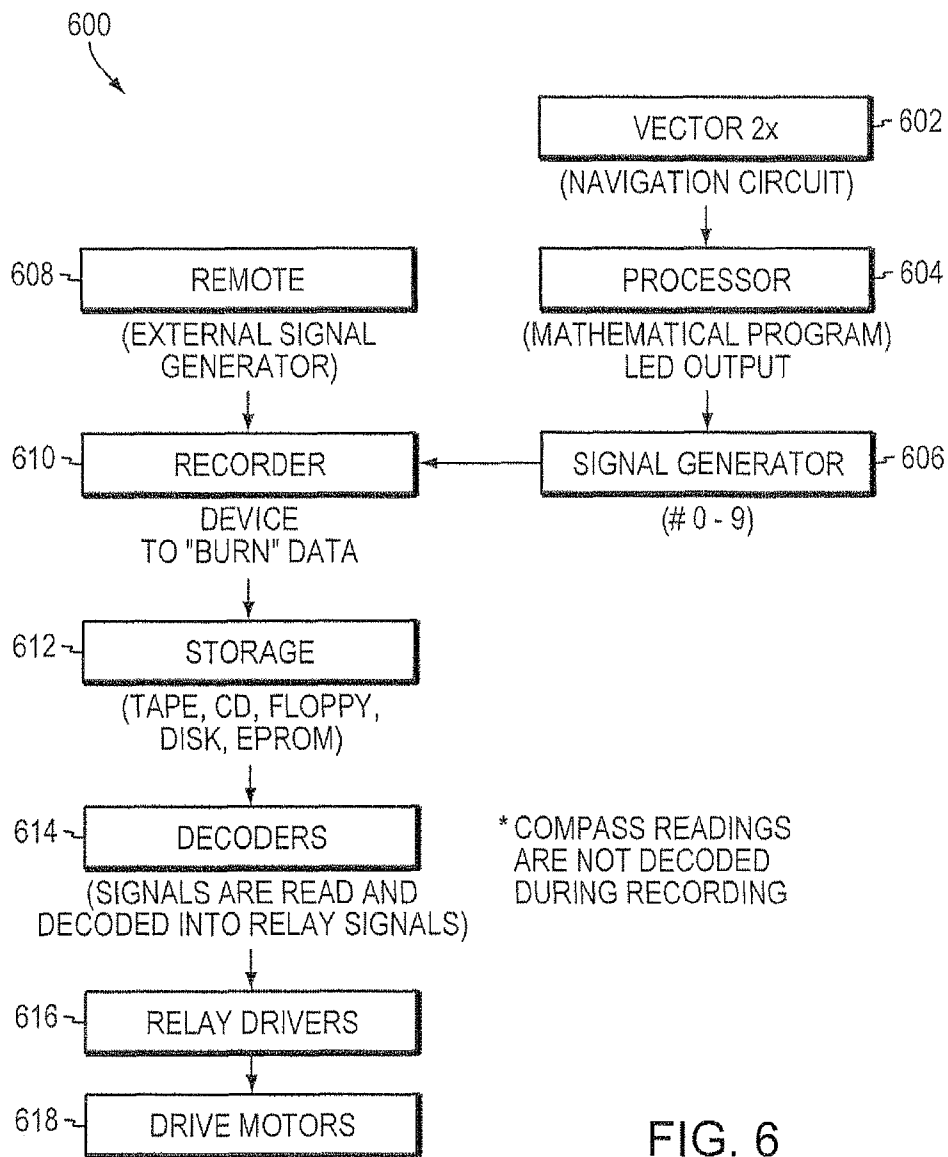 600
VECTOR 2x
602
(NAVIGATION CIRCUIT)
608
REMOTE
PROCESSOR
604
(EXTERNAL SIGNAL
GENERATOR)
(MATHEMATICAL PROGRAM)
LED OUTPUT
610
RECORDER
SIGNAL GENERATOR
606
DEVICE
TO "BURN" DATA
(# 0 - 9)
612
STORAGE
(TAPE, CD, FLOPPY,
DISK, EPROM)
614
DECODERS
* COMPASS READINGS
ARE NOT DECODED
DURING RECORDING
(SIGNALS ARE READ AND
DECODED INTO RELAY SIGNALS)
616
RELAY DRIVERS
618
DRIVE MOTORS
FIG. 6